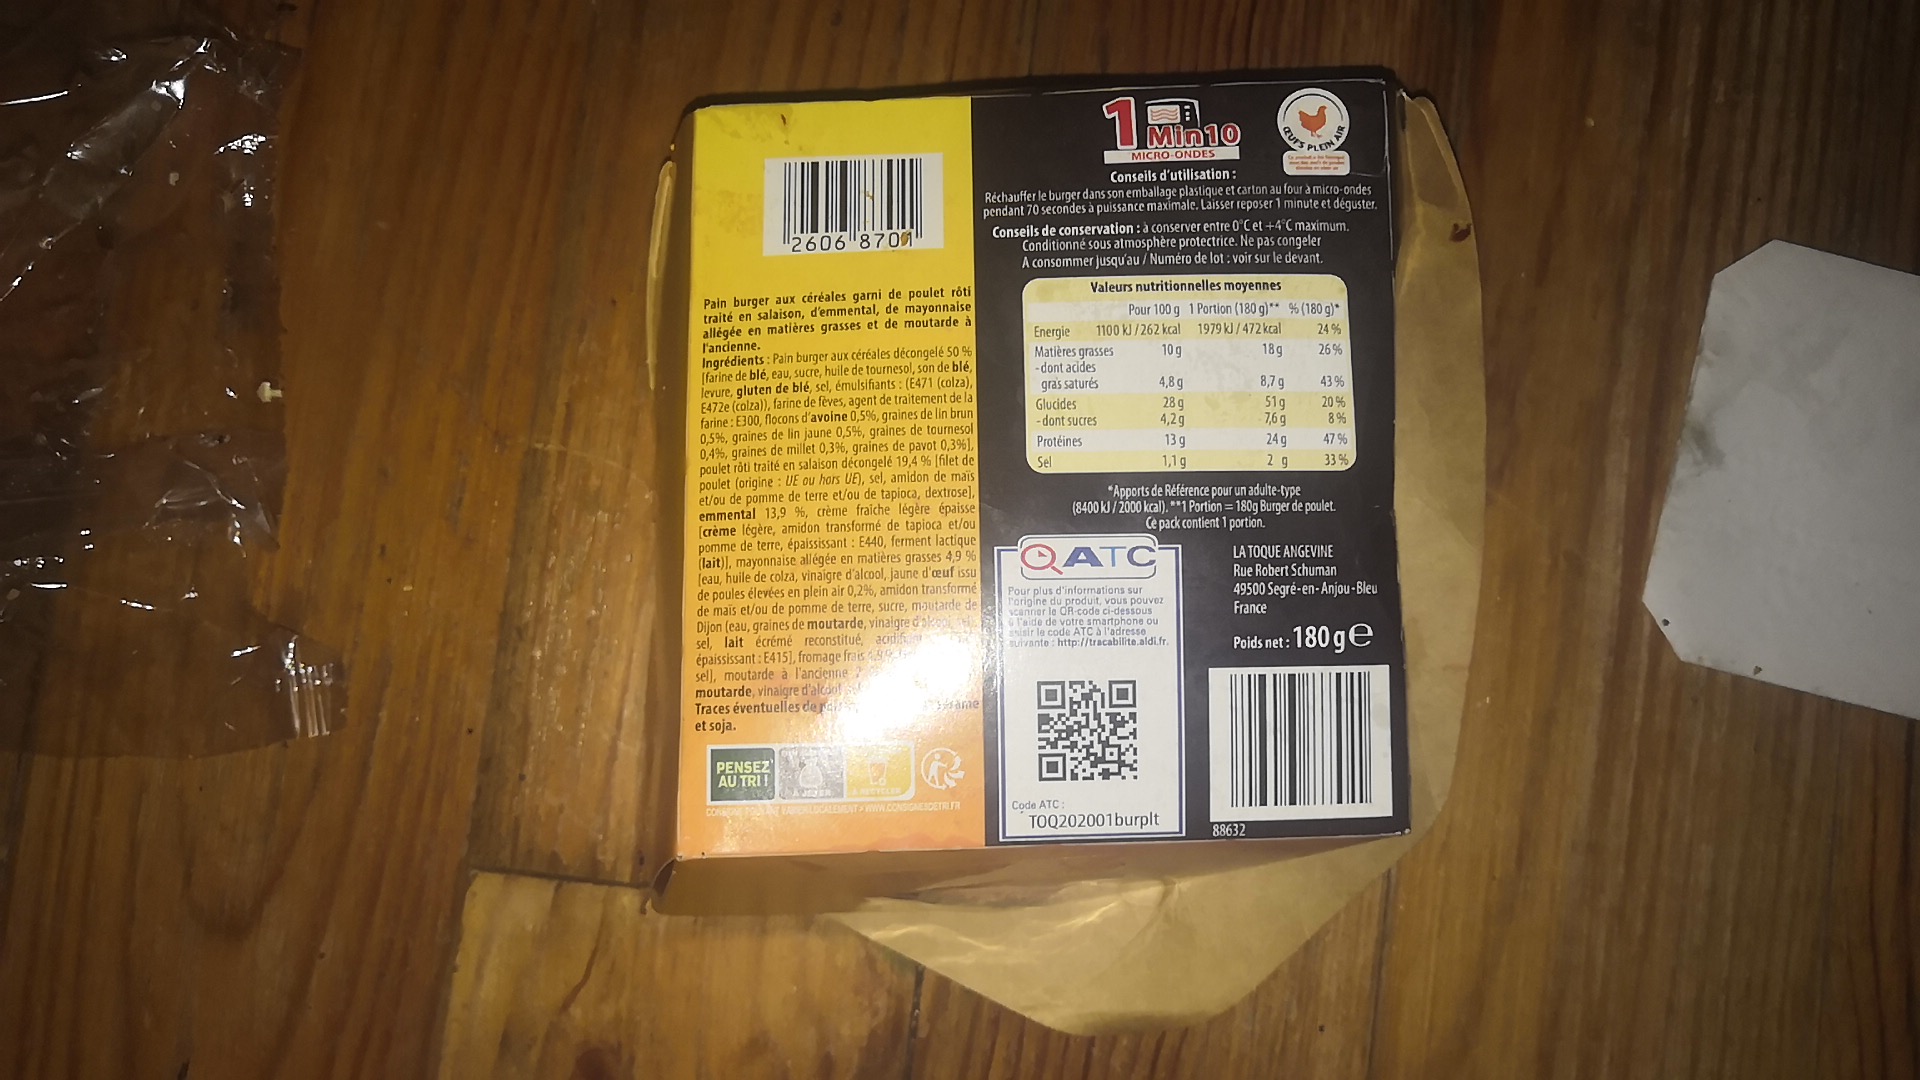 2606 8701
Pain burger aux céréales garni de poulet rôti
traité en salaison, d'emmental, de mayonnaise
allégée en matières grasses et de moutarde à
l'ancienne.
Ingrédients : Pain burger aux céréales décongelé 50 %
[farine de blé, eau, sucre, huile de tournesol, son de blé,
levure, gluten de blé, sel, émulsifiants : (E471 (colza),
E472e (colza)), farine de fèves, agent de traitement de la
farine : E300, flocons d'avoine 0,5%, graines de lin brun
0,5%, graines de lin jaune 0,5%, graines de tournesol
0,4%, graines de millet 0,3%, graines de pavot 0,3%],
poulet rôti traité en salaison décongelé 19,4 % [filet de
poulet (origine : UE ou hors UE), sel, amidon de maïs
et/ou de pomme de terre et/ou de tapioca, dextrose],
emmental 13,9 %, crème fraîche légère épaisse
[crème légère, amidon transformé de tapioca et/ou
pomme de terre, épaississant : E440, ferment lactique
(lait)], mayonnaise allégée en matières grasses 4,9 %
[eau, huile de colza, vinaigre d'alcool, jaune d'œuf issu
de poules élevées en plein air 0,2%, amidon transformé
de maïs et/ou de pomme de terre, sucre, moutarde de
Dijon (eau, graines de moutarde, vinaigre d'alcool,
sel, lait écrémé reconstitué,
épaississant : E415], fromage frais
sel], moutarde à l'ancienne
moutarde, vinaigre d'alcool
Traces éventuelles de
et soja.
PENSEZ
AU TRI !
À JETER
À RECYCLER
WWW.CONSIGNESDETRI.FR
1 Min10
MICRO-ONDES
ŒUFS PLEIN AIR
Conseils d'utilisation :
Réchauffer le burger dans son emballage plastique et carton au four à micro-ondes
pendant 70 secondes à puissance maximale. Laisser reposer 1 minute et déguster.
Conseils de conservation : à conserver entre 0°C et +4°C maximum.
Conditionné sous atmosphère protectrice. Ne pas congeler
A consommer jusqu'au / Numéro de lot : voir sur le devant.
Valeurs nutritionnelles moyennes
Pour 100 g 1 Portion (180 g)** % (180 g)*
Energie 1100 kJ / 262 kcal 1979 kJ / 472 kcal 24 %
Matières grasses 10 g 18 g 26 %
- dont acides
gras saturés 4,8 g 8,7 g 43 %
Glucides 28 g 51 g 20 %
- dont sucres 4,2 g 7,6 g 8 %
Protéines 13 g 24 g 47 %
Sel 1,1 g 2 g 33 %
*Apports de Référence pour un adulte-type
(8400 kJ / 2000 kcal). **1 Portion = 180g Burger de poulet.
Ce pack contient 1 portion.
ATC
Pour plus d'informations sur
l'origine du produit, vous pouvez
scanner le QR-code ci-dessous
à l'aide de votre smartphone ou
saisir le code ATC à l'adresse
suivante : http://tracabilite.aldi.fr.
Code ATC :
TOQ202001burplt
LA TOQUE ANGEVINE
Rue Robert Schuman
49500 Segré-en-Anjou-Bleu
France
Poids net : 180 g e
88632